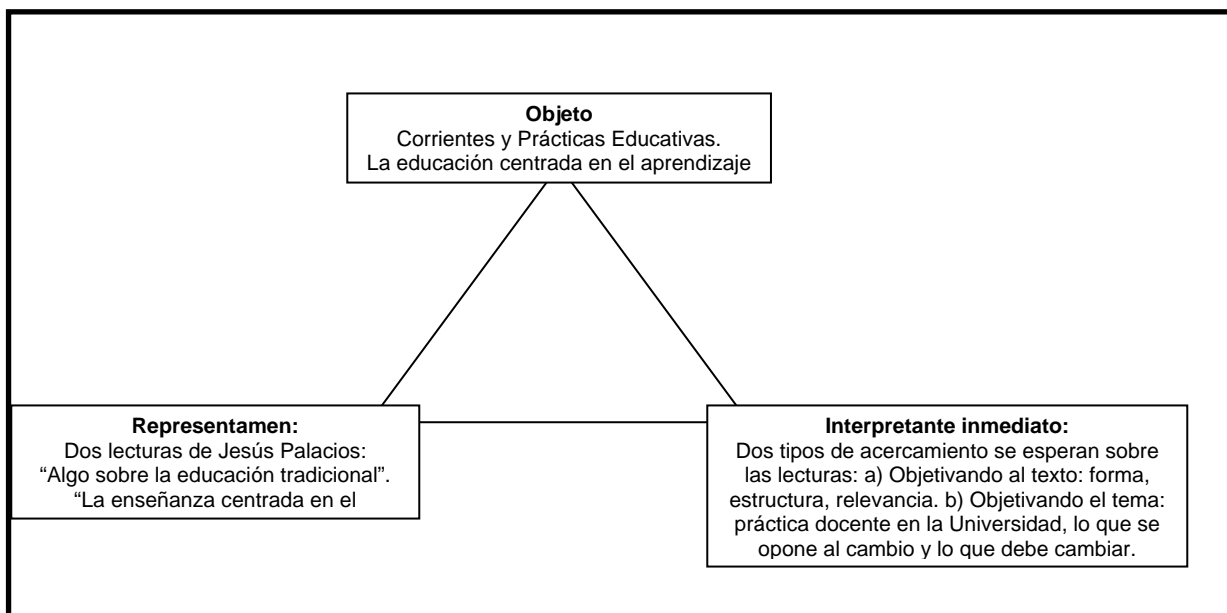 Objeto
Corrientes y Prácticas Educativas.
La educación centrada en el aprendizaje
Representamen:
Dos lecturas de Jesús Palacios:
“Algo sobre la educación tradicional”.
“La enseñanza centrada en el
Interpretante inmediato:
Dos tipos de acercamiento se esperan sobre
las lecturas: a) Objetivando al texto: forma,
estructura, relevancia. b) Objetivando el tema:
práctica docente en la Universidad, lo que se
opone al cambio y lo que debe cambiar.